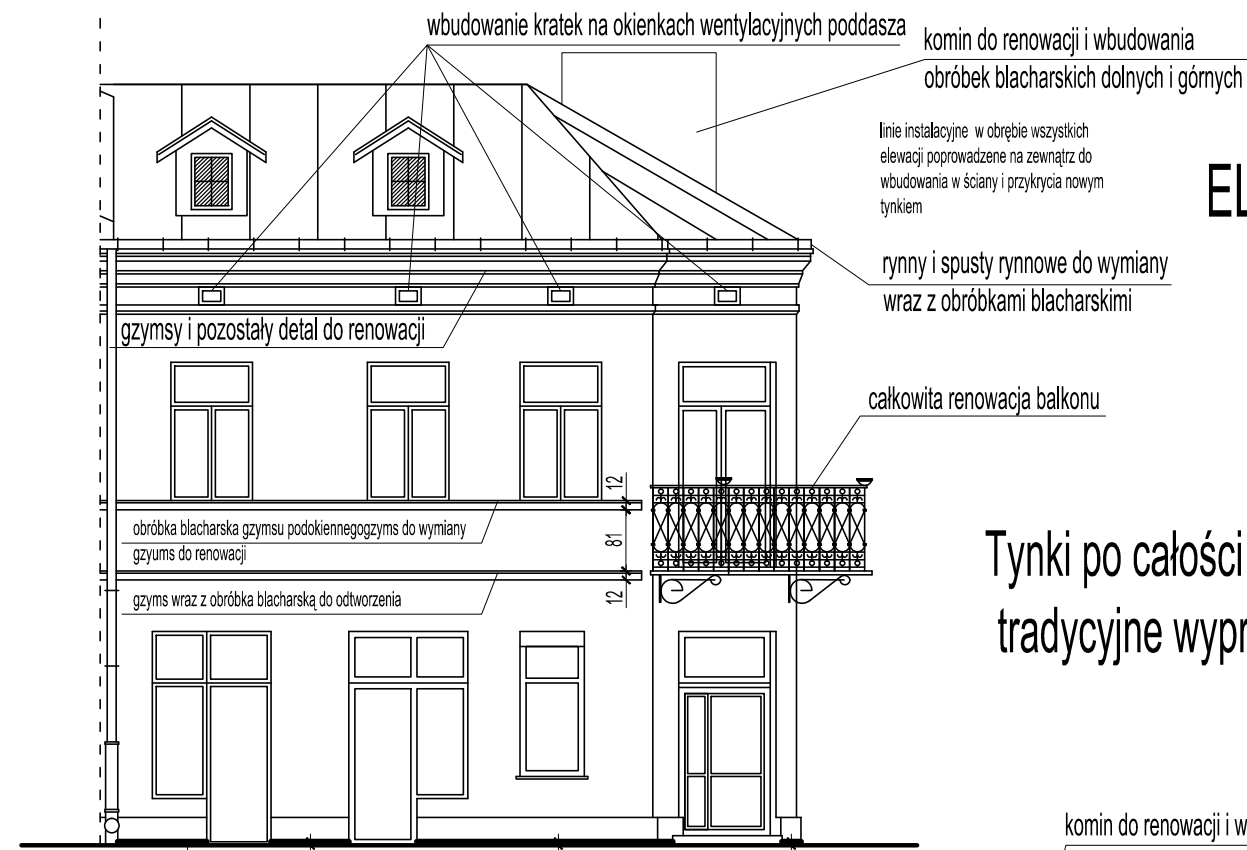 wbudowanie kratek na okienkach wentylacyjnych poddasza
komin do renowacji i wbudowania
obróbek blacharskich dolnych i górnych
linie instalacyjne w obrębie wszystkich
elewacji poprowadzone na zewnątrz do
wbudowania w ściany i przykrycia nowym
tynkiem
EL
rynny i spusty rynnowe do wymiany
wraz z obróbkami blacharskimi
gzymsy i pozostały detal do renowacji
całkowita renowacja balkonu
12
obróbka blacharska gzymsu podokiennegogzyms do wymiany
gzyums do renowacji
81
gzyms wraz z obróbka blacharską do odtworzenia
12
Tynki po całości
tradycyjne wypr
komin do renowacji i w